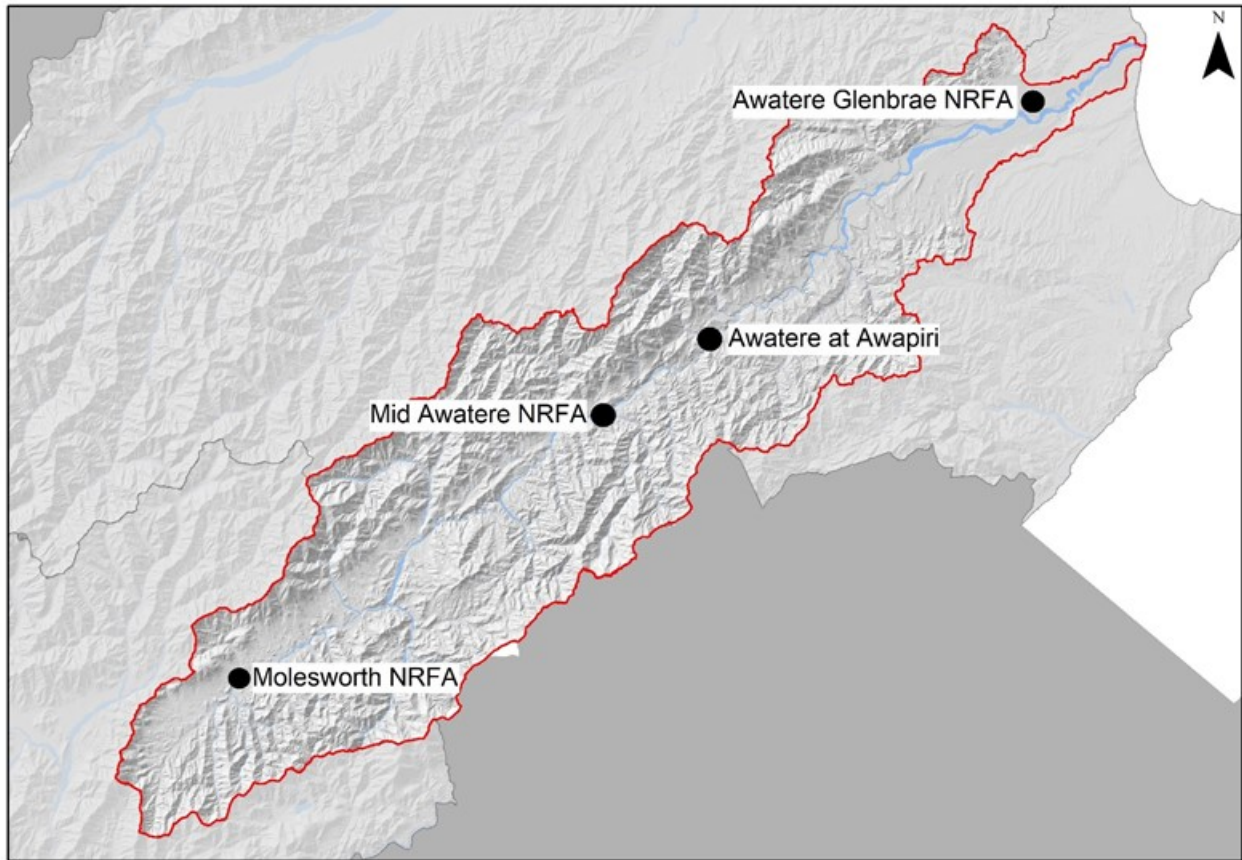 N
Awatere Glenbrae NRFA
Awatere at Awapiri
Mid Awatere NRFA
Molesworth NRFA